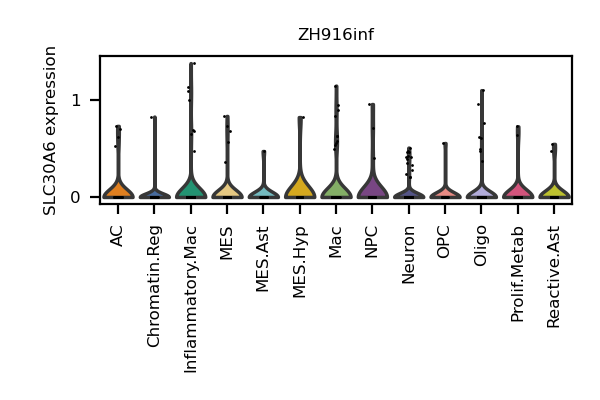 ZH916inf
SLC30A6 expression
1
0
AC
Chromatin.Reg
Inflammatory.Mac
MES
MES.Ast
MES.Hyp
Mac
NPC
Neuron
OPC
Oligo
Prolif.Metab
Reactive.Ast